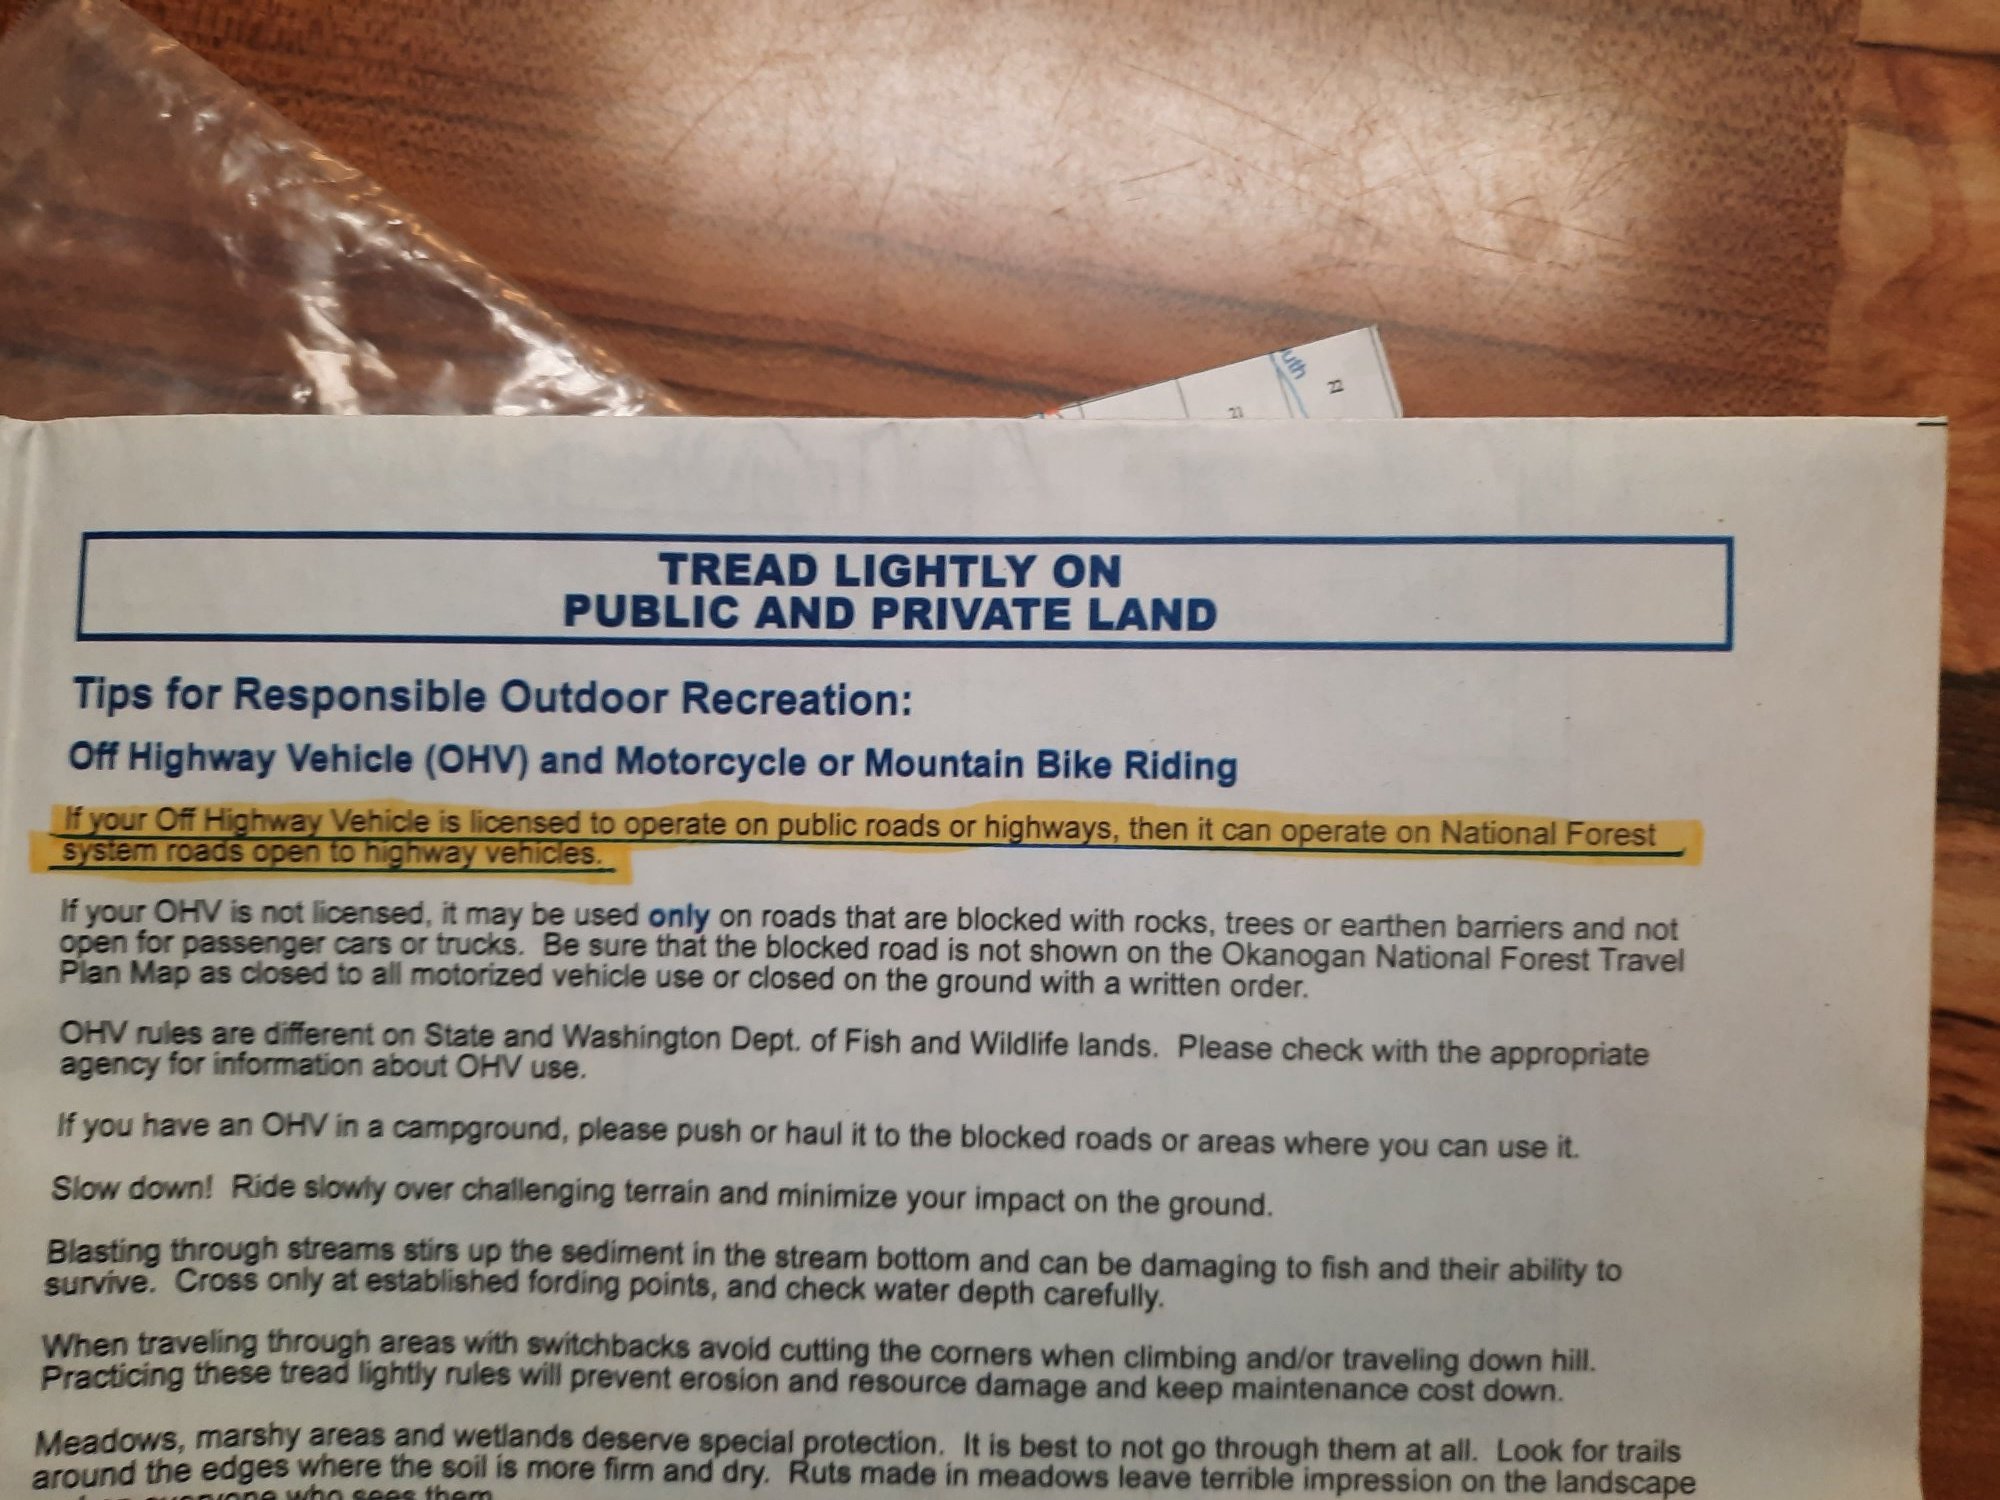 uth
22
21
TREAD LIGHTLY ON
PUBLIC AND PRIVATE LAND
Tips for Responsible Outdoor Recreation:
Off Highway Vehicle (OHV) and Motorcycle or Mountain Bike Riding
If your Off Highway Vehicle is licensed to operate on public roads or highways, then it can operate on National Forest
system roads open to highway vehicles.
If your OHV is not licensed, it may be used only on roads that are blocked with rocks, trees or earthen barriers and not
open for passenger cars or trucks. Be sure that the blocked road is not shown on the Okanogan National Forest Travel
Plan Map as closed to all motorized vehicle use or closed on the ground with a written order.
OHV rules are different on State and Washington Dept. of Fish and Wildlife lands. Please check with the appropriate
agency for information about OHV use.
If you have an OHV in a campground, please push or haul it to the blocked roads or areas where you can use it.
Slow down! Ride slowly over challenging terrain and minimize your impact on the ground.
Blasting through streams stirs up the sediment in the stream bottom and can be damaging to fish and their ability to
survive. Cross only at established fording points, and check water depth carefully.
When traveling through areas with switchbacks avoid cutting the corners when climbing and/or traveling down hill.
Practicing these tread lightly rules will prevent erosion and resource damage and keep maintenance cost down.
Meadows, marshy areas and wetlands deserve special protection. It is best to not go through them at all. Look for trails
around the edges where the soil is more firm and dry. Ruts made in meadows leave terrible impression on the landscape
everyone who sees them